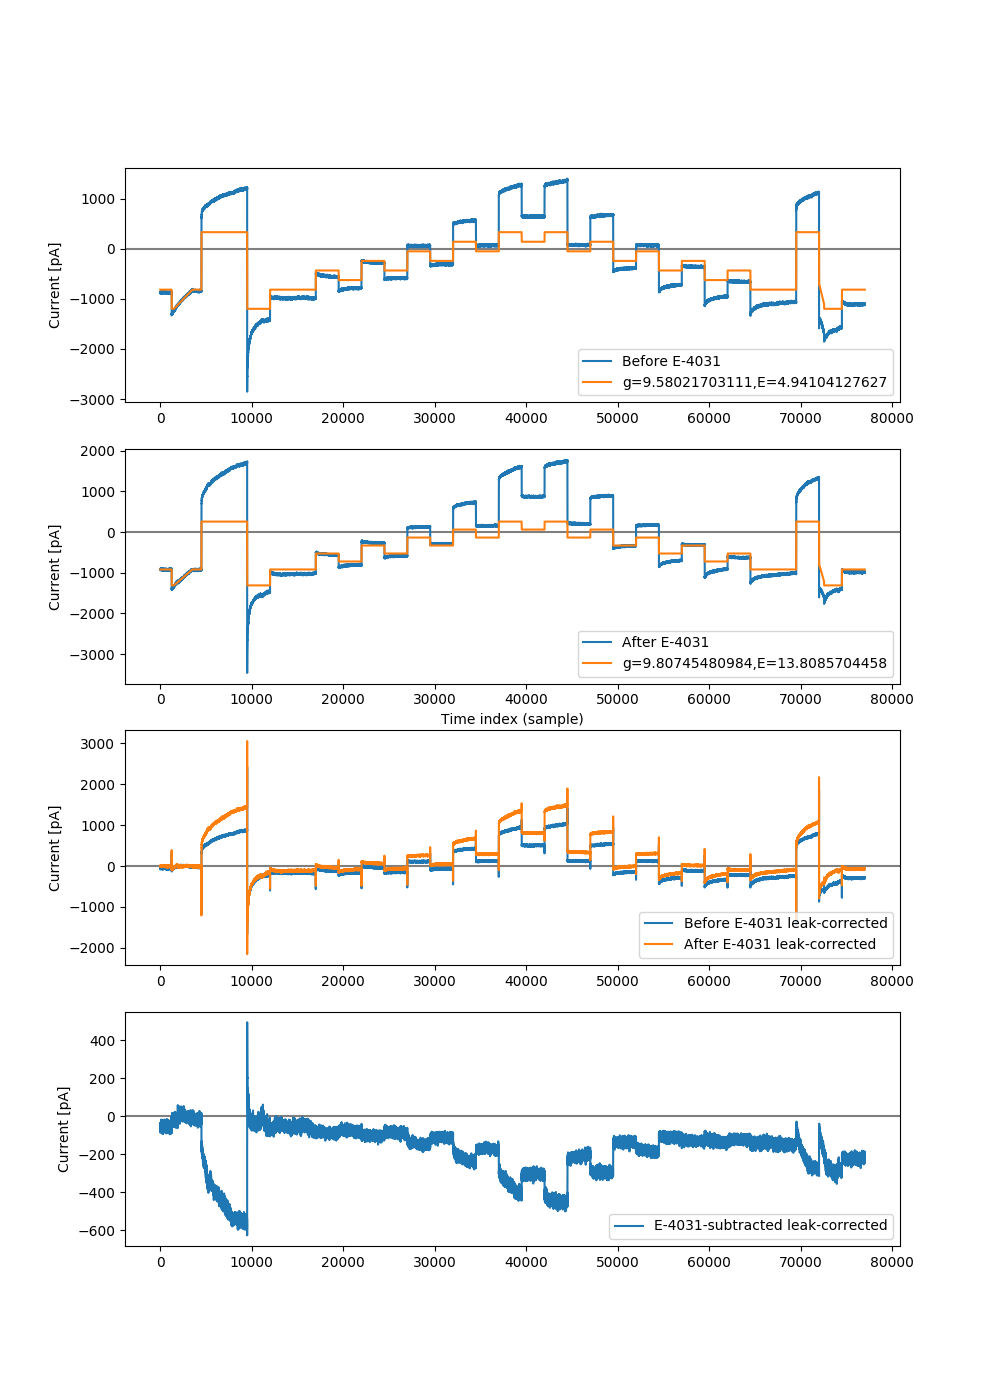 Current [pA]
1000
0
−1000
−2000
−3000
Before E-4031
g=9.58021703111,E=4.94104127627
0 10000 20000 30000 40000 50000 60000 70000 80000
Current [pA]
2000
1000
0
−1000
−2000
−3000
After E-4031
g=9.80745480984,E=13.8085704458
0 10000 20000 30000 40000 50000 60000 70000 80000
Time index (sample)
Current [pA]
3000
2000
1000
0
−1000
−2000
Before E-4031 leak-corrected
After E-4031 leak-corrected
0 10000 20000 30000 40000 50000 60000 70000 80000
Current [pA]
400
200
0
−200
−400
−600
E-4031-subtracted leak-corrected
0 10000 20000 30000 40000 50000 60000 70000 80000